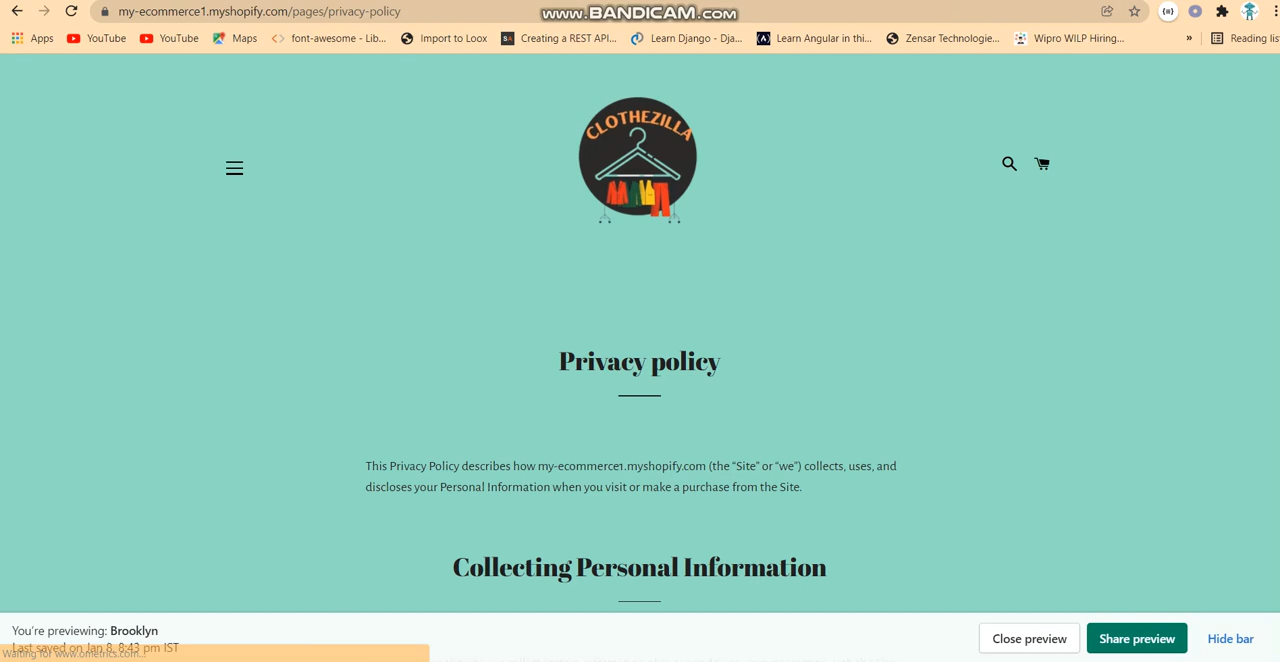 my-ecommerce1.myshopify.com/pages/privacy-policy
www.BANDICAM.com
Apps YouTube YouTube Maps font-awesome - Lib... Import to Loox Creating a REST API... Learn Django - Dja... Learn Angular in thi... Zensar Technologie... Wipro WILP Hiring... » Reading list
CLOTHEZILLA
Privacy policy
This Privacy Policy describes how my-ecommerce1.myshopify.com (the “Site” or “we”) collects, uses, and
discloses your Personal Information when you visit or make a purchase from the Site.
Collecting Personal Information
You’re previewing: Brooklyn
Last saved on Jan 8, 8:43 pm IST
Waiting for www.ometrics.com...
Close preview Share preview Hide bar